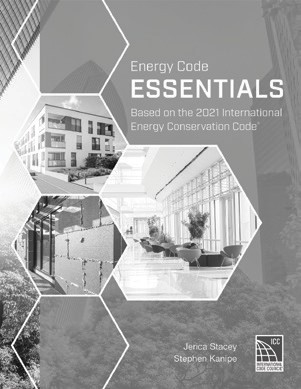 Energy Code
ESSENTIALS
Based on the 2021 International
Energy Conservation Code®
Jerica Stacey
Stephen Kanipe
ICC
INTERNATIONAL
CODE COUNCIL®